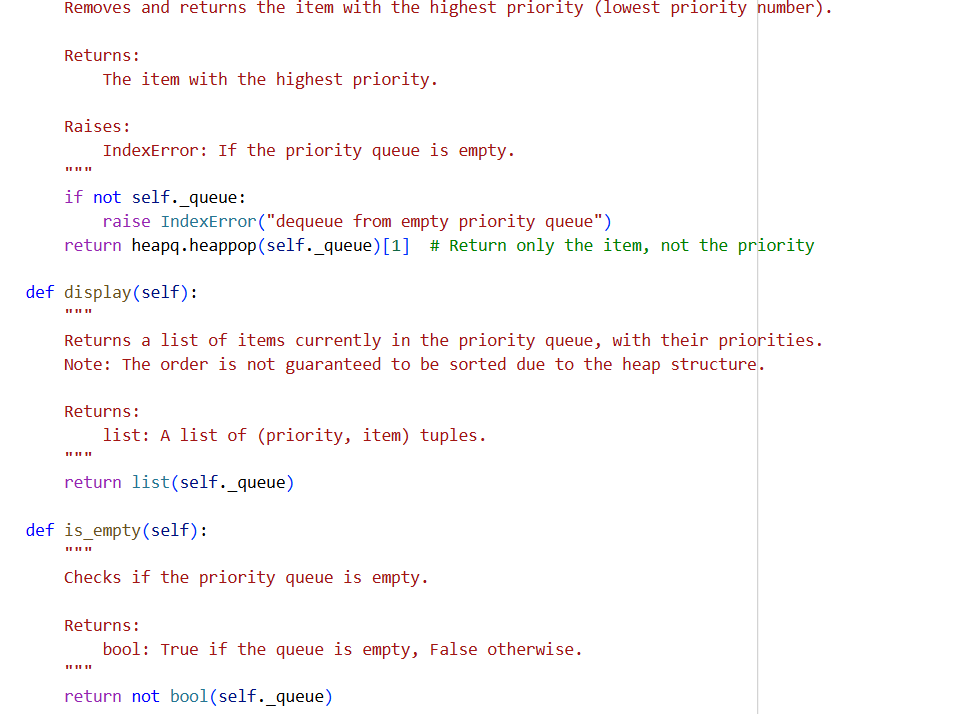 Removes and returns the item with the highest priority (lowest priority number).
Returns:
The item with the highest priority.
Raises:
IndexError: If the priority queue is empty.
"""
if not self._queue:
raise IndexError("dequeue from empty priority queue")
return heapq.heappop(self._queue)[1]  # Return only the item, not the priority
def display(self):
"""
Returns a list of items currently in the priority queue, with their priorities.
Note: The order is not guaranteed to be sorted due to the heap structure.
Returns:
list: A list of (priority, item) tuples.
"""
return list(self._queue)
def is_empty(self):
"""
Checks if the priority queue is empty.
Returns:
bool: True if the queue is empty, False otherwise.
"""
return not bool(self._queue)